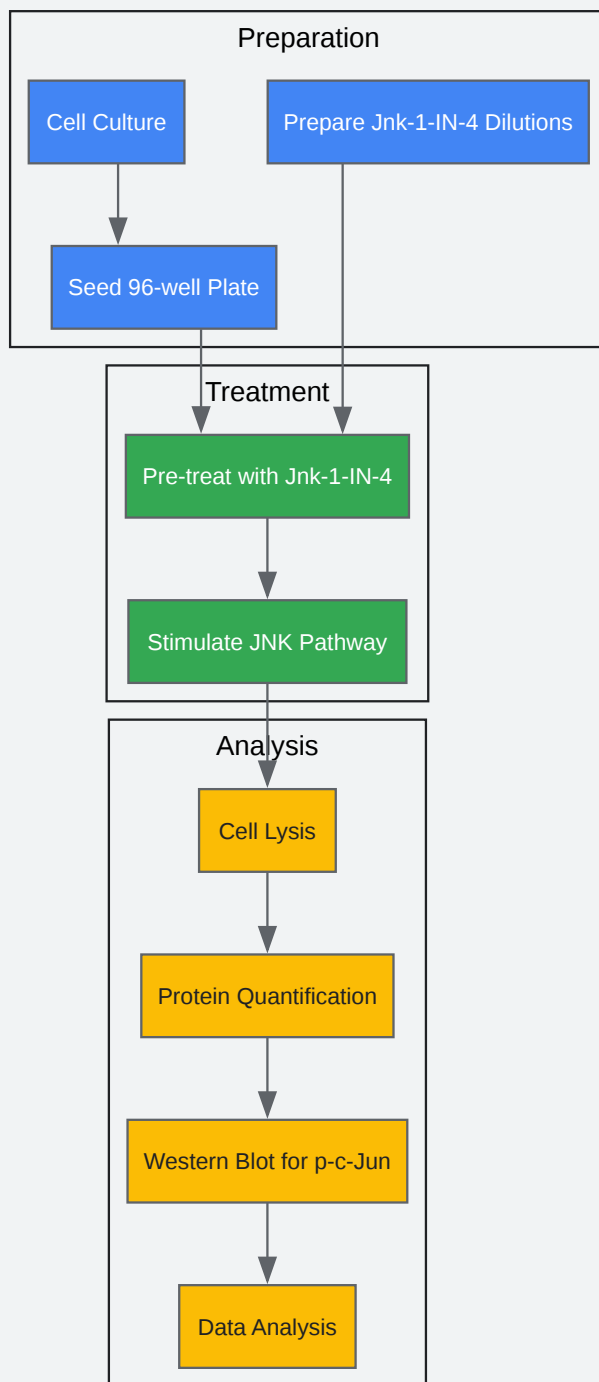 Preparation
Cell Culture
Prepare Jnk-1-IN-4 Dilutions
Seed 96-well Plate
Treatment
Pre-treat with Jnk-1-IN-4
Stimulate JNK Pathway
Analysis
Cell Lysis
Protein Quantification
Western Blot for p-c-Jun
Data Analysis